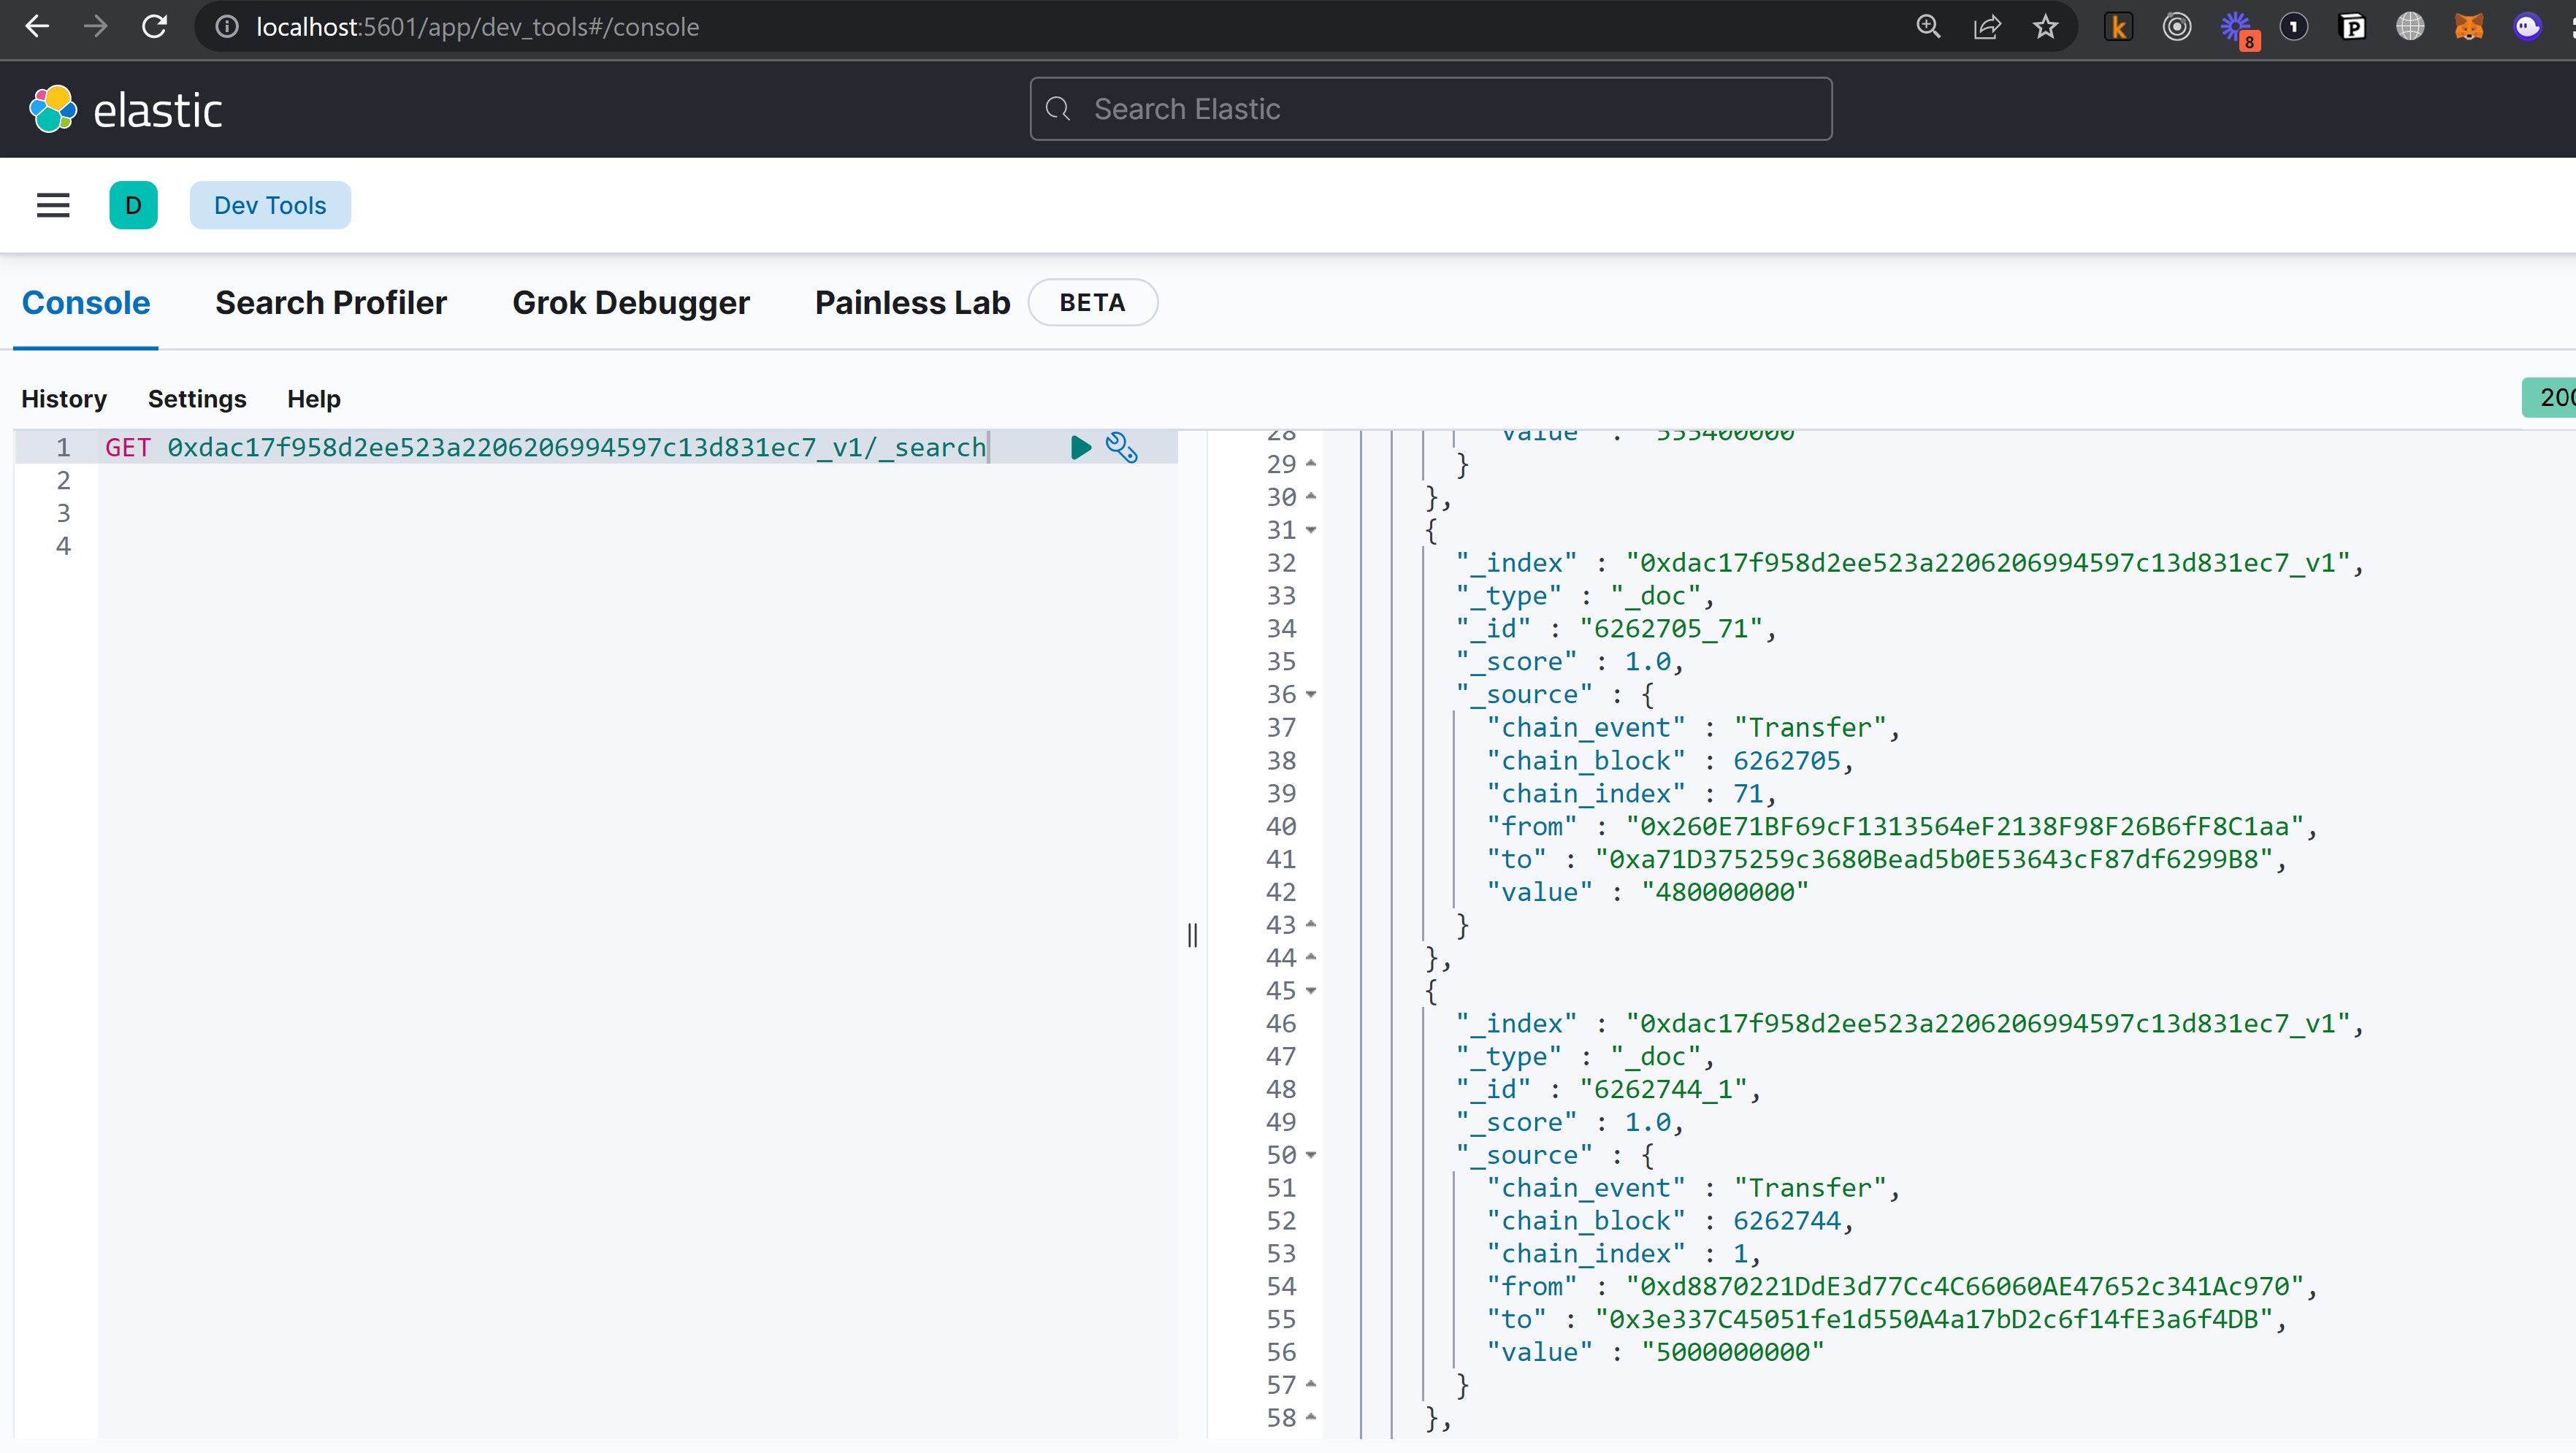 localhost:5601/app/dev_tools#/console
8
elastic
Search Elastic
D Dev Tools
Console Search Profiler Grok Debugger Painless Lab BETA
History Settings Help
200
1 GET 0xdac17f958d2ee523a2206206994597c13d831ec7_v1/_search
2
3
4
28 "value" : "555400000"
29 }
30 },
31 {
32 "_index" : "0xdac17f958d2ee523a2206206994597c13d831ec7_v1",
33 "_type" : "_doc",
34 "_id" : "6262705_71",
35 "_score" : 1.0,
36 "_source" : {
37 "chain_event" : "Transfer",
38 "chain_block" : 6262705,
39 "chain_index" : 71,
40 "from" : "0x260E71BF69cF1313564eF2138F98F26B6fF8C1aa",
41 "to" : "0xa71D375259c3680Bead5b0E53643cF87df6299B8",
42 "value" : "480000000"
43 }
44 },
45 {
46 "_index" : "0xdac17f958d2ee523a2206206994597c13d831ec7_v1",
47 "_type" : "_doc",
48 "_id" : "6262744_1",
49 "_score" : 1.0,
50 "_source" : {
51 "chain_event" : "Transfer",
52 "chain_block" : 6262744,
53 "chain_index" : 1,
54 "from" : "0xd8870221DdE3d77Cc4C66060AE47652c341Ac970",
55 "to" : "0x3e337C45051fe1d550A4a17bD2c6f14fE3a6f4DB",
56 "value" : "5000000000"
57 }
58 },